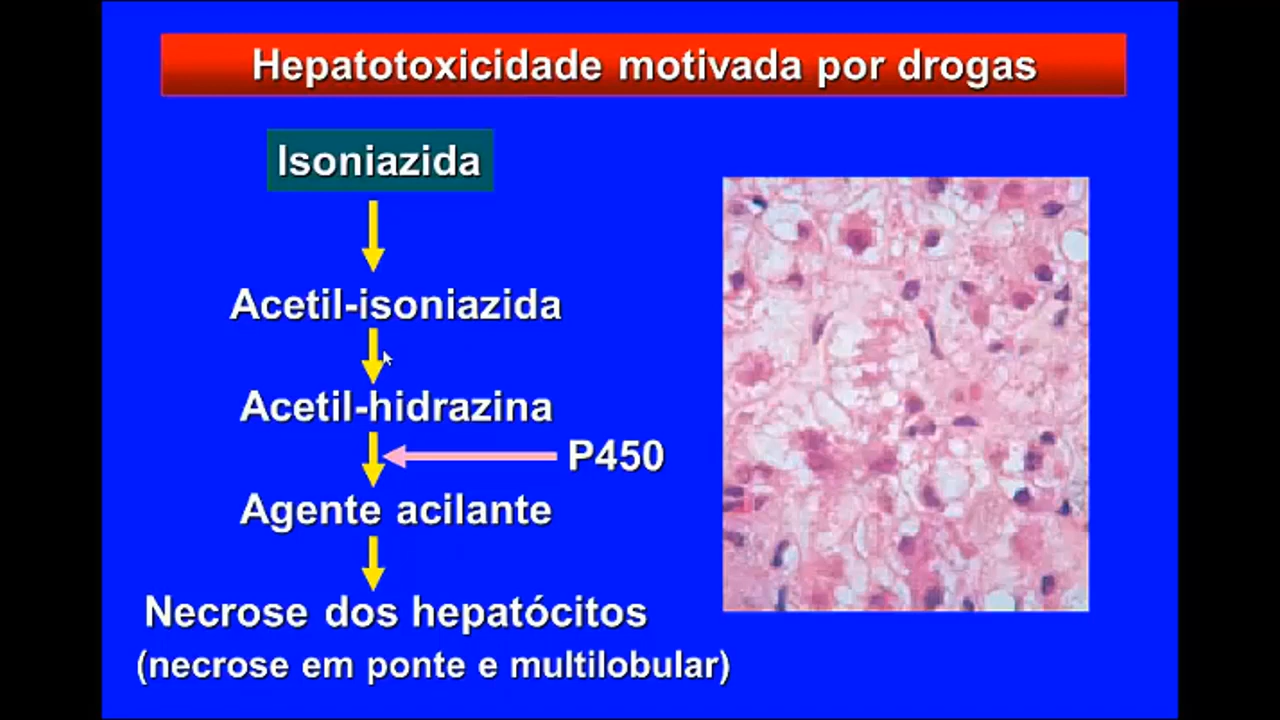 Hepatotoxicidade motivada por drogas
Isoniazida
Acetil-isoniazida
Acetil-hidrazina
P450
Agente acilante
Necrose dos hepatócitos
(necrose em ponte e multilobular)